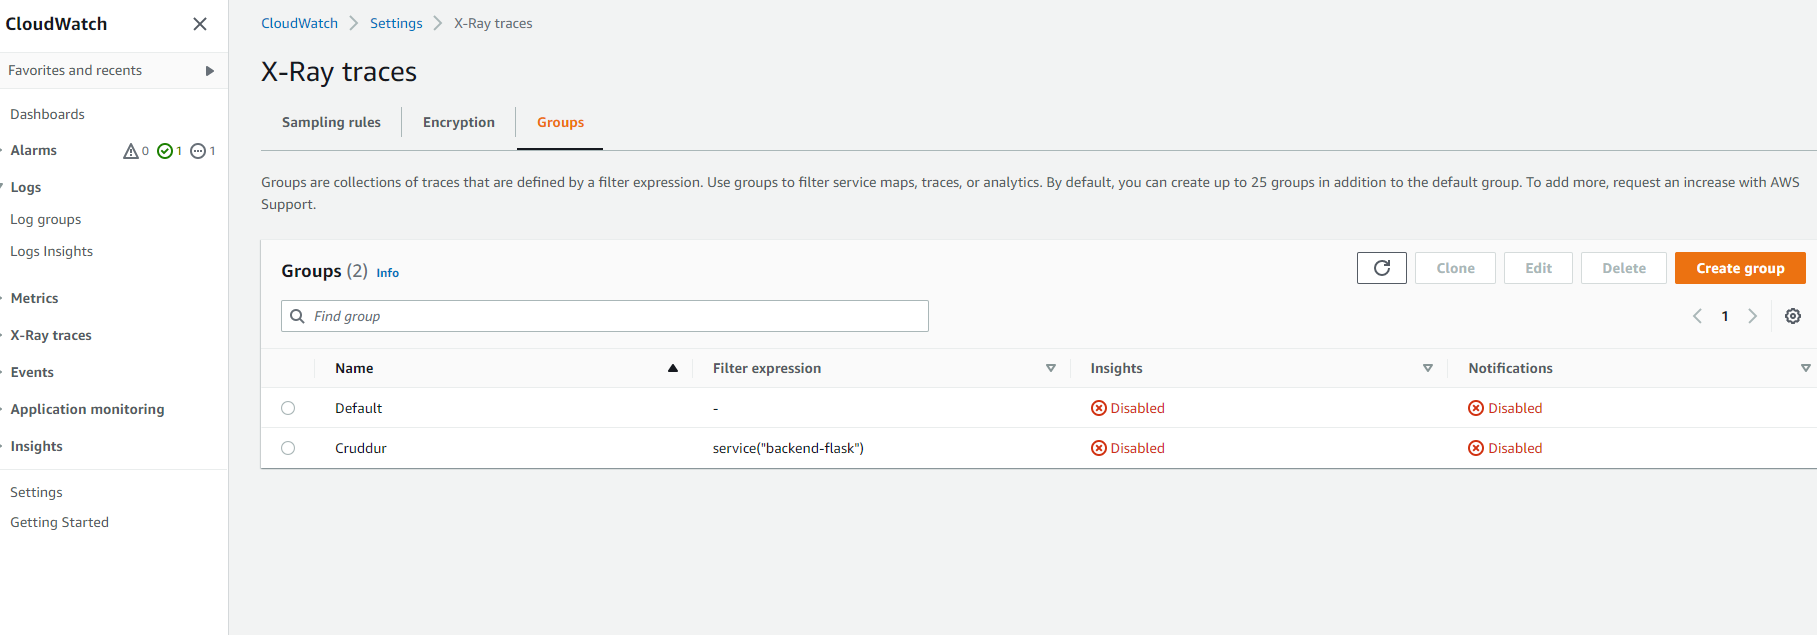 CloudWatch
Favorites and recents
Dashboards
Alarms 0 1 1
Logs
Log groups
Logs Insights
Metrics
X-Ray traces
Events
Application monitoring
Insights
Settings
Getting Started
CloudWatch Settings X-Ray traces
X-Ray traces
Sampling rules Encryption Groups
Groups are collections of traces that are defined by a filter expression. Use groups to filter service maps, traces, or analytics. By default, you can create up to 25 groups in addition to the default group. To add more, request an increase with AWS
Support.
Groups (2) Info Clone Edit Delete Create group
Find group 1
Name Filter expression Insights Notifications
Default - Disabled Disabled
Cruddur service("backend-flask") Disabled Disabled